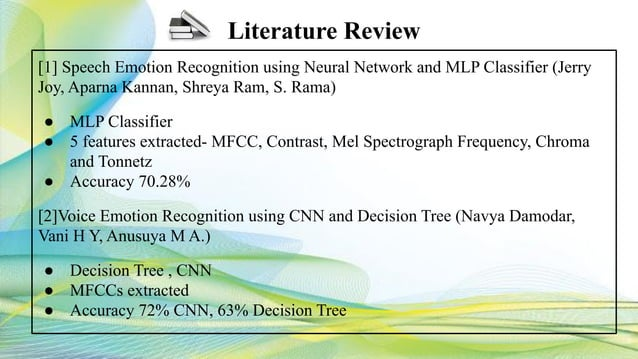 Literature Review
[1] Speech Emotion Recognition using Neural Network and MLP Classifier (Jerry
Joy, Aparna Kannan, Shreya Ram, S. Rama)
● MLP Classifier
● 5 features extracted- MFCC, Contrast, Mel Spectrograph Frequency, Chroma
and Tonnetz
● Accuracy 70.28%
[2]Voice Emotion Recognition using CNN and Decision Tree (Navya Damodar,
Vani H Y, Anusuya M A.)
● Decision Tree , CNN
● MFCCs extracted
● Accuracy 72% CNN, 63% Decision Tree